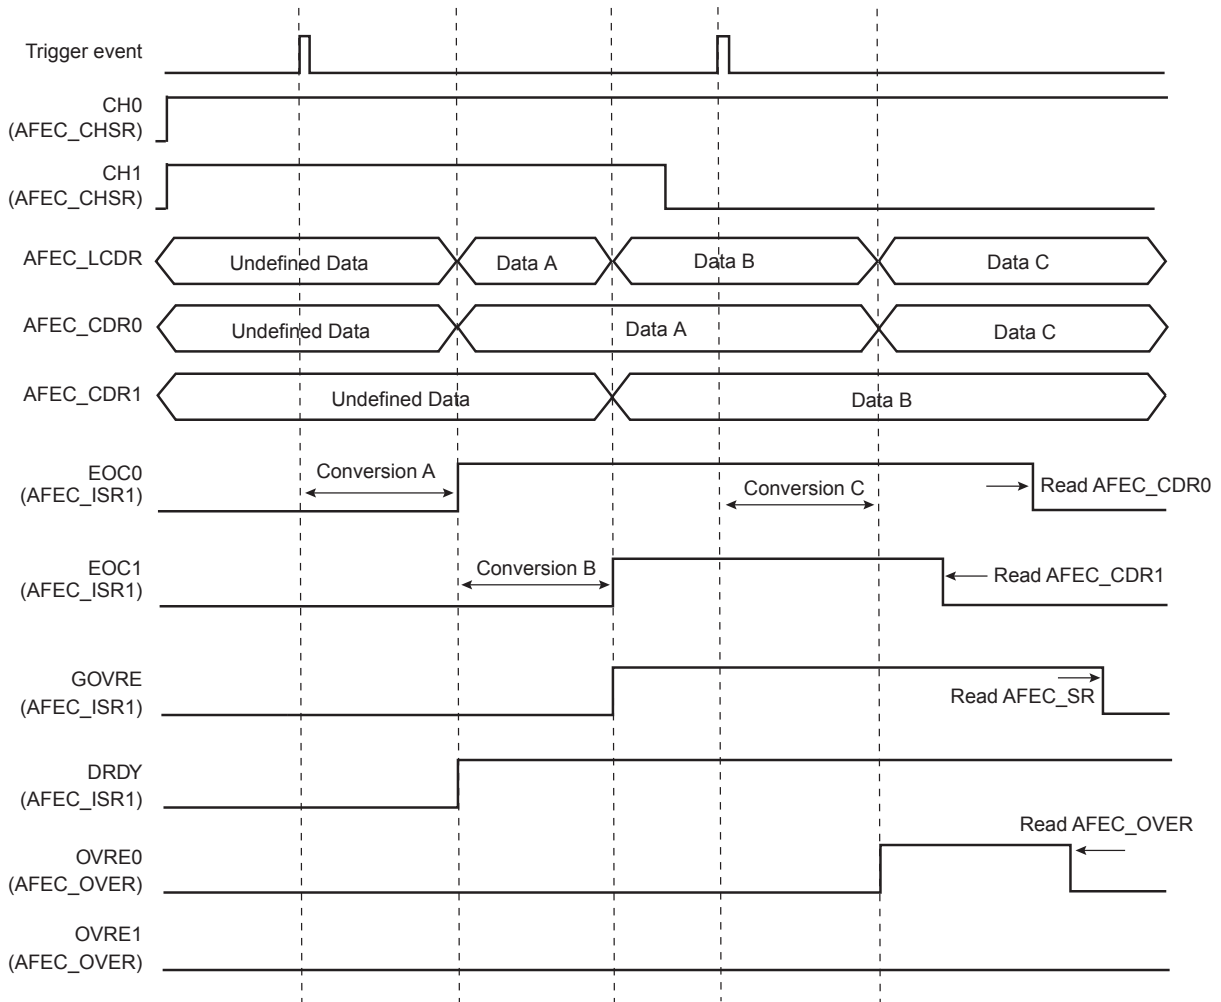 Trigger event
CH0
(AFEC_CHSR)
CH1
(AFEC_CHSR)
AFEC_LCDR
Undefined Data
Data A
Data B
Data C
AFEC_CDR0
Undefined Data
Data A
Data C
AFEC_CDR1
Undefined Data
Data B
EOC0
(AFEC_ISR1)
Conversion A
Conversion C
Read AFEC_CDR0
EOC1
(AFEC_ISR1)
Conversion B
Read AFEC_CDR1
GOVRE
(AFEC_ISR1)
Read AFEC_SR
DRDY
(AFEC_ISR1)
Read AFEC_OVER
OVRE0
(AFEC_OVER)
OVRE1
(AFEC_OVER)